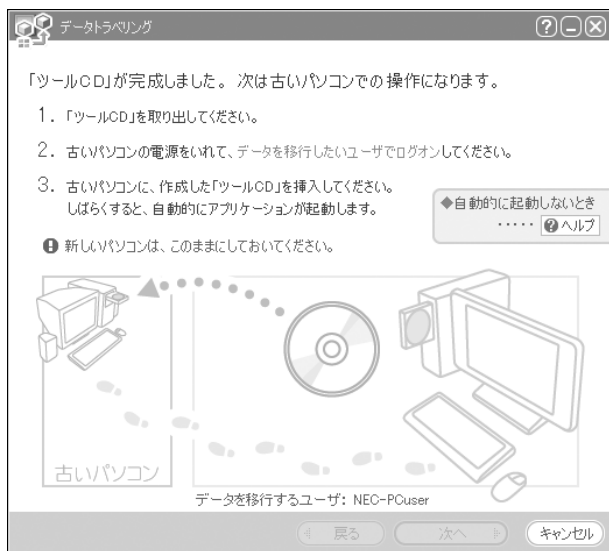 データトラベリング
「ツールCD」が完成しました。次は古いパソコンでの操作になります。
1. 「ツールCD」を取り出してください。
2. 古いパソコンの電源をいれて、データを移行したいユーザでログオンしてください。
3. 古いパソコンに、作成した「ツールCD」を挿入してください。
しばらくすると、自動的にアプリケーションが起動します。
◆自動的に起動しないとき
・・・・・ ?ヘルプ
! 新しいパソコンは、このままにしておいてください。
古いパソコン
データを移行するユーザ: NEC-PCuser
戻る 次へ キャンセル